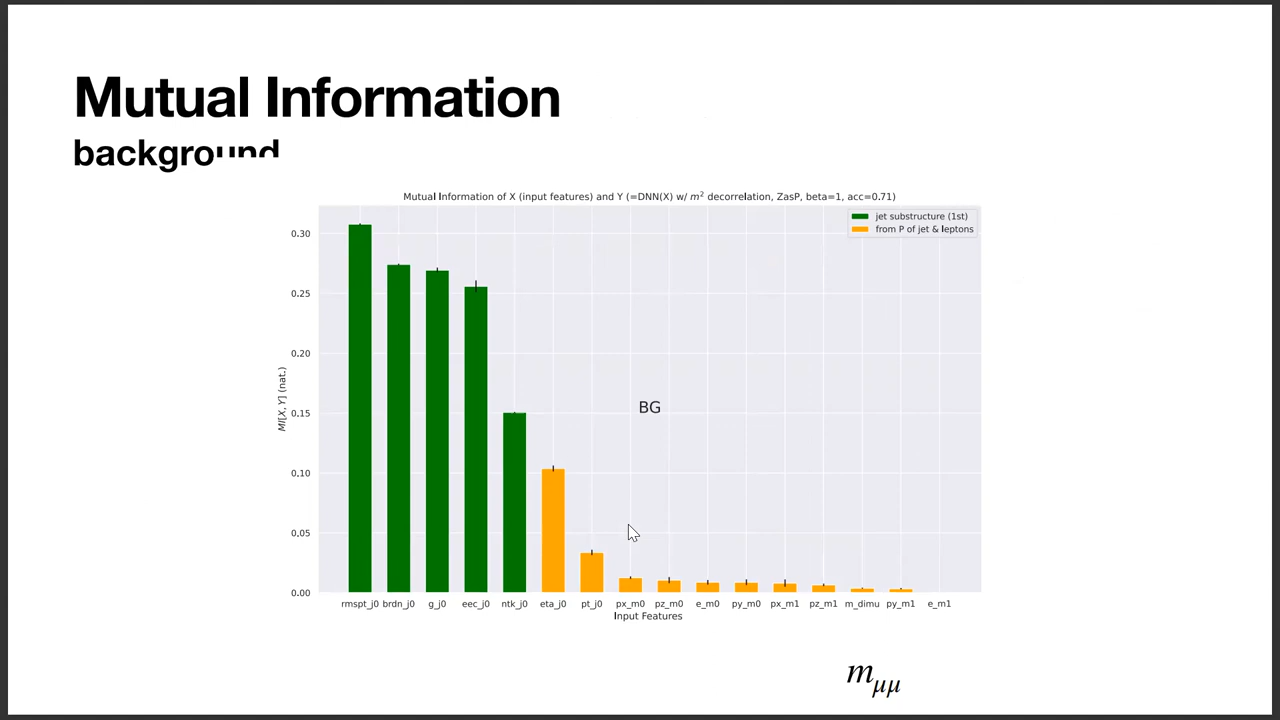 Mutual Information
background
Mutual Information of X (input features) and Y (=DNN(X) w/ m² decorrelation, ZasP, beta=1, acc=0.71)
jet substructure (1st)
from P of jet & leptons
0.30
0.25
0.20
0.15
0.10
0.05
0.00
MI[X, Y] (nat.)
BG
rmspt_j0 brdn_j0 g_j0 eec_j0 ntk_j0 eta_j0 pt_j0 px_m0 pz_m0 e_m0 py_m0 px_m1 pz_m1 m_dimu py_m1 e_m1
Input Features
mμμ